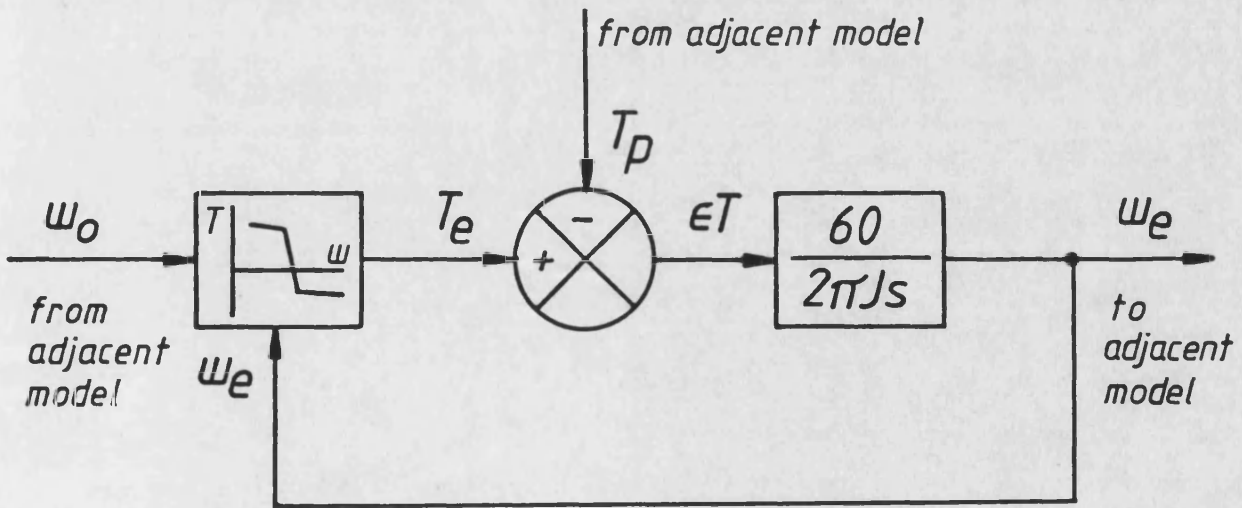 from adjacent model
Tp
ωo
T
ω
Te
-
+
ϵT
60
2πJs
ωe
from
adjacent
model
ωe
to
adjacent
model